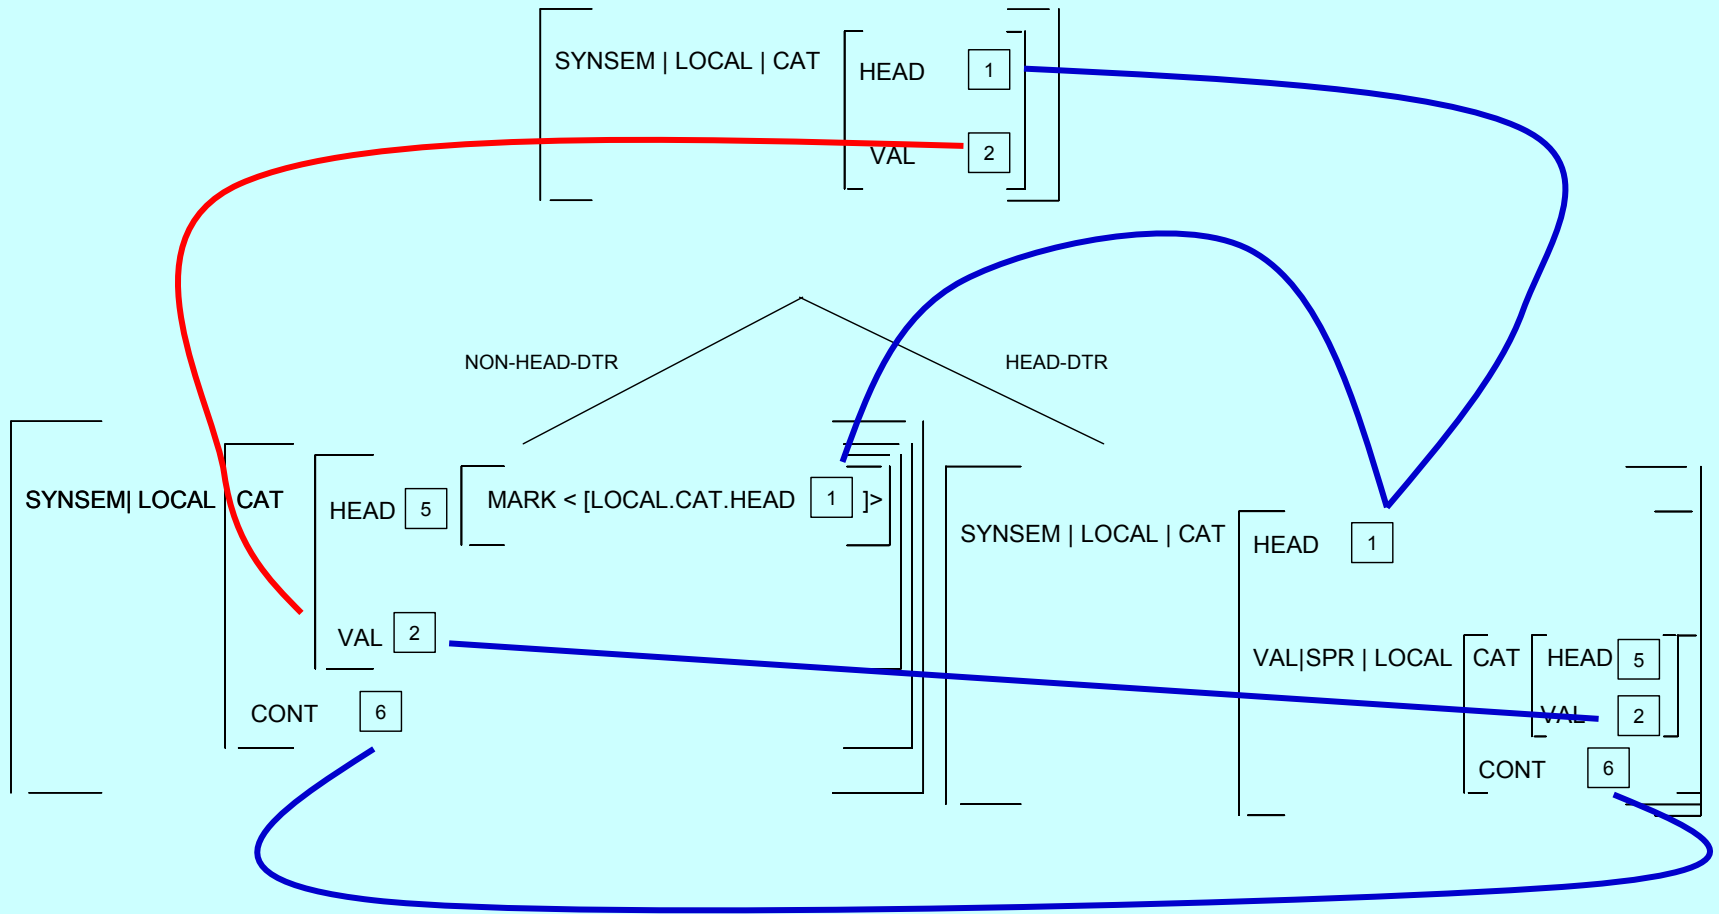 SYNSEM | LOCAL | CAT
HEAD 1
VAL 2
NON-HEAD-DTR
HEAD-DTR
SYNSEM| LOCAL CAT
HEAD 5 MARK < [LOCAL.CAT.HEAD 1 ]>
VAL 2
CONT 6
SYNSEM | LOCAL | CAT
HEAD 1
VAL|SPR | LOCAL CAT HEAD 5
VAL 2
CONT 6